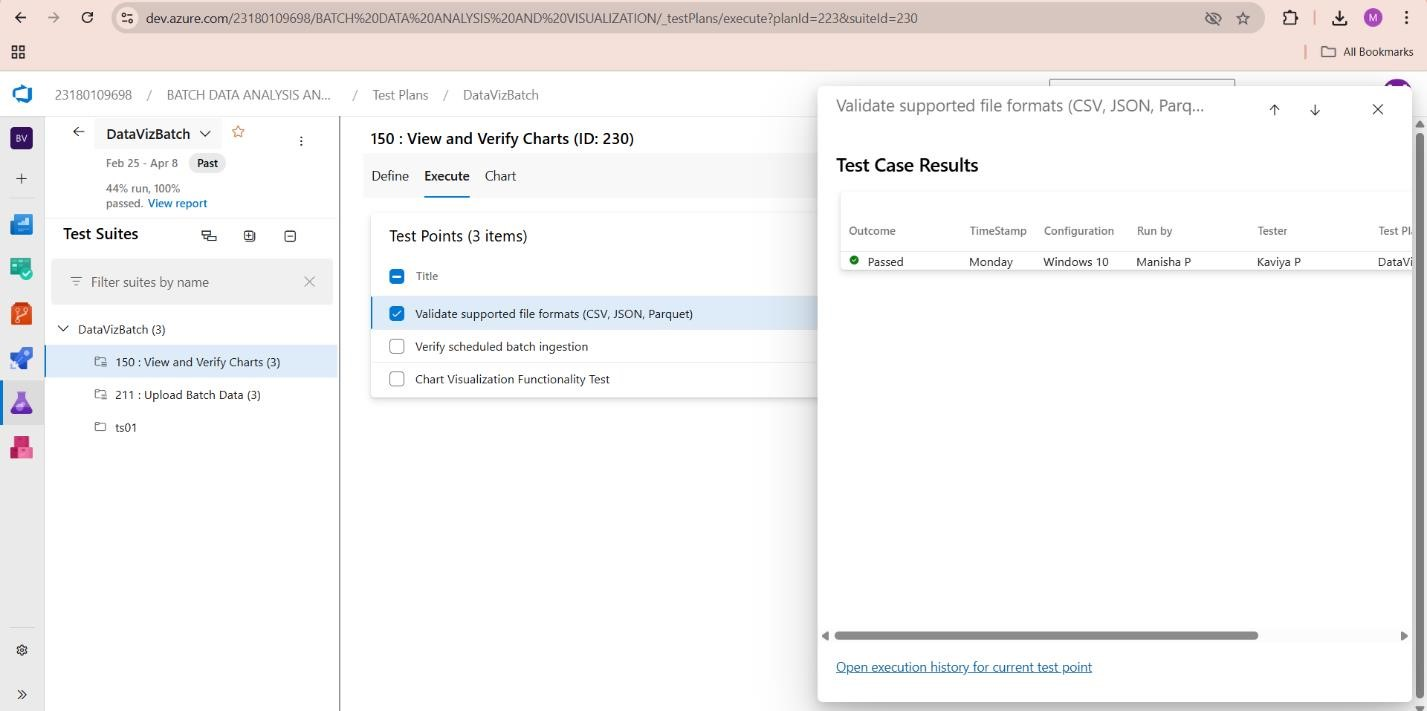 dev.azure.com/23180109698/BATCH%20DATA%20ANALYSIS%20AND%20VISUALIZATION/_testPlans/execute?planId=223&suiteId=230
M
All Bookmarks
23180109698 / BATCH DATA ANALYSIS AN... / Test Plans / DataVizBatch
BV
DataVizBatch
Feb 25 - Apr 8 Past
44% run, 100%
passed. View report
Test Suites
Filter suites by name
DataVizBatch (3)
150 : View and Verify Charts (3)
211 : Upload Batch Data (3)
ts01
150 : View and Verify Charts (ID: 230)
Define Execute Chart
Test Points (3 items)
Title
Validate supported file formats (CSV, JSON, Parquet)
Verify scheduled batch ingestion
Chart Visualization Functionality Test
Validate supported file formats (CSV, JSON, Parq...
Test Case Results
Outcome TimeStamp Configuration Run by Tester Test Pl
Passed Monday Windows 10 Manisha P Kaviya P DataVi
Open execution history for current test point